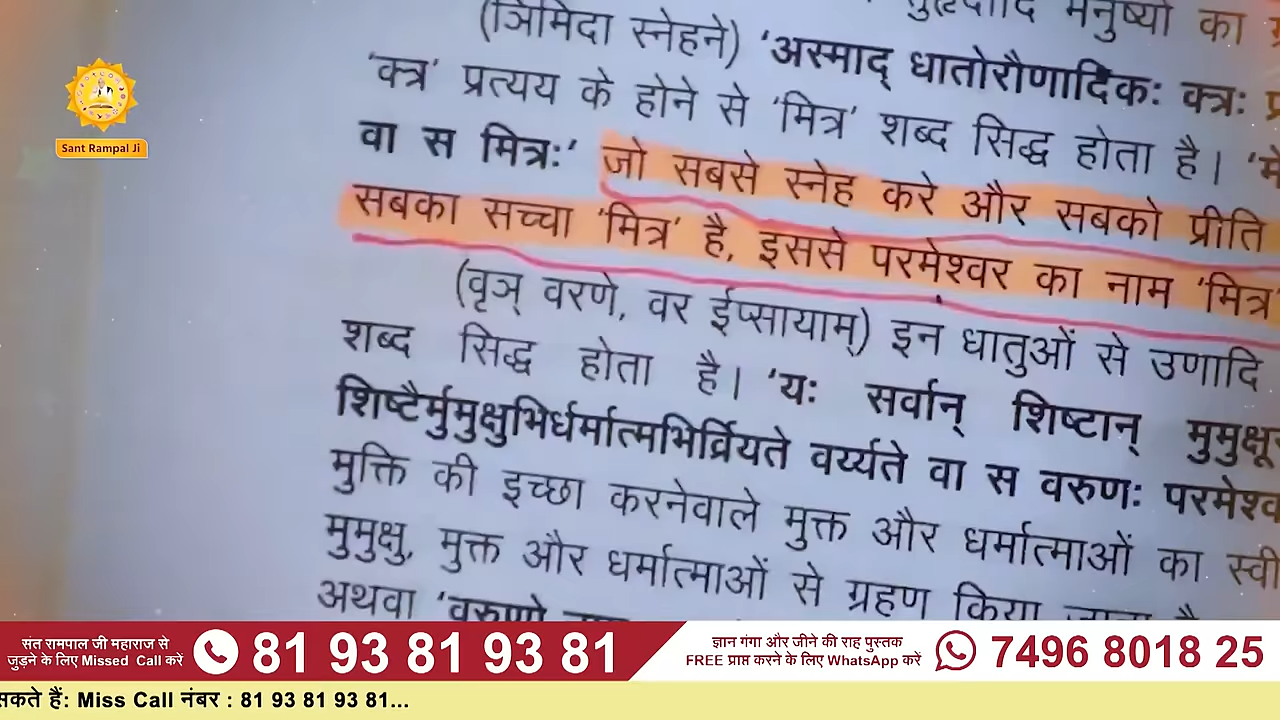 मनुष्यों का
(ञिमिदा स्नेहने) 'अस्माद् धातोरौणादिकः क्त्रः
'क्त्र' प्रत्यय के होने से 'मित्र' शब्द सिद्ध होता है।
वा स मित्रः' जो सबसे स्नेह करे और सबको प्रीति
सबका सच्चा 'मित्र' है, इससे परमेश्वर का नाम 'मित्र'
(वृञ् वरणे, वर ईप्सायाम्) इन धातुओं से उणादि
शब्द सिद्ध होता है। 'यः सर्वान् शिष्टान्
शिष्टैर्मुमुक्षुभिर्धर्मात्मभिर्व्रियते वर्य्यते वा स वरुणः
मुक्ति की इच्छा करनेवाले मुक्त और धर्मात्माओं का
मुमुक्षु, मुक्त और धर्मात्माओं से ग्रहण किया
अथवा
Sant Rampal Ji
संत रामपाल जी महाराज से
जुड़ने के लिए Missed Call करें
81 93 81 93 81
ज्ञान गंगा और जीने की राह पुस्तक
FREE प्राप्त करने के लिए WhatsApp करें
7496 8018 25
सकते हैं: Miss Call नंबर : 81 93 81 93 81...